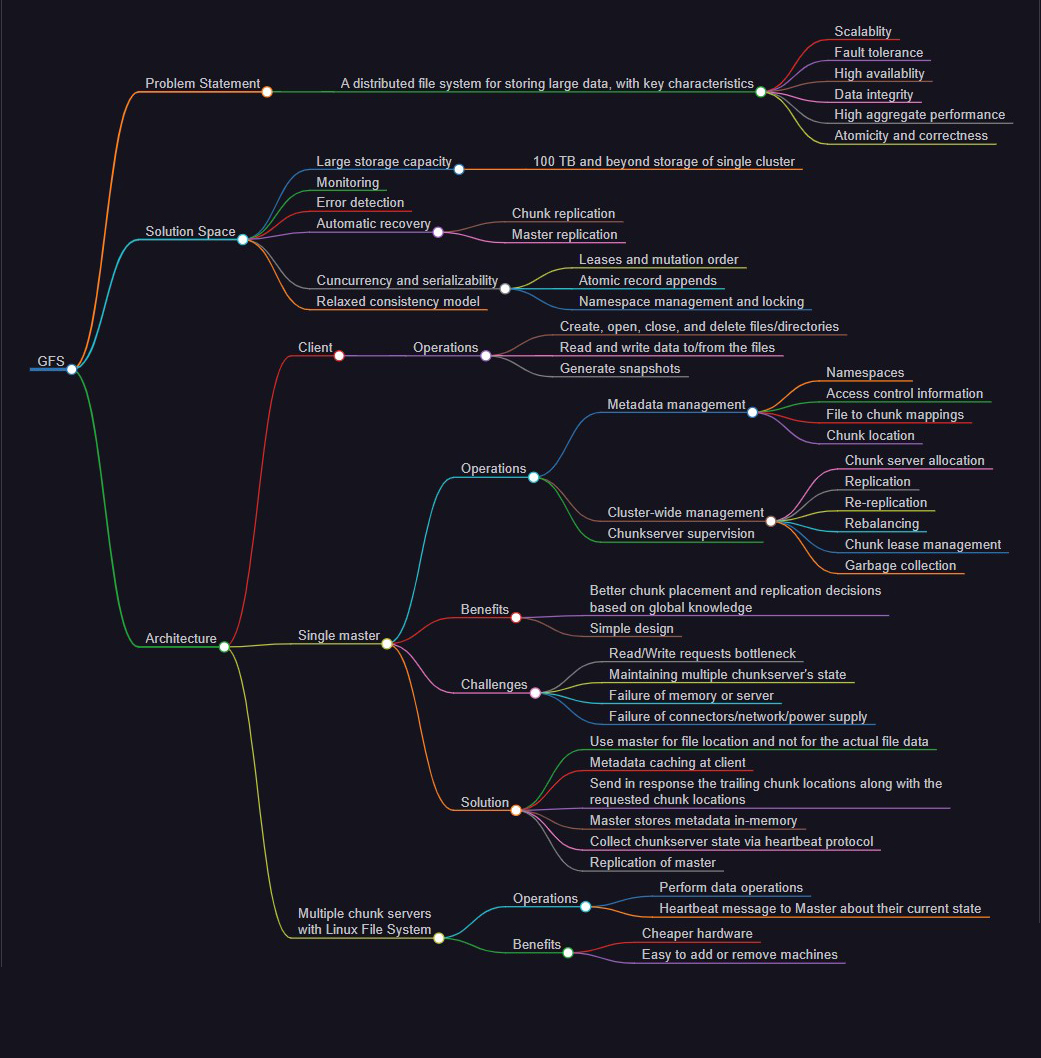 Scalablity
Fault tolerance
High availablity
Problem Statement
A distributed file system for storing large data, with key characteristics
Data integrity
High aggregate performance
Atomicity and correctness
Large storage capacity
100 TB and beyond storage of single cluster
Monitoring
Error detection
Automatic recovery
Chunk replication
Master replication
Solution Space
Cuncurrency and serializability
Leases and mutation order
Atomic record appends
Namespace management and locking
Relaxed consistency model
GFS
Client
Operations
Create, open, close, and delete files/directories
Read and write data to/from the files
Generate snapshots
Metadata management
Namespaces
Access control information
File to chunk mappings
Chunk location
Operations
Cluster-wide management
Chunk server allocation
Replication
Re-replication
Rebalancing
Chunk lease management
Garbage collection
Chunkserver supervision
Architecture
Single master
Benefits
Better chunk placement and replication decisions
based on global knowledge
Simple design
Challenges
Read/Write requests bottleneck
Maintaining multiple chunkserver's state
Failure of memory or server
Failure of connectors/network/power supply
Solution
Use master for file location and not for the actual file data
Metadata caching at client
Send in response the trailing chunk locations along with the
requested chunk locations
Master stores metadata in-memory
Collect chunkserver state via heartbeat protocol
Replication of master
Multiple chunk servers
with Linux File System
Operations
Perform data operations
Heartbeat message to Master about their current state
Benefits
Cheaper hardware
Easy to add or remove machines